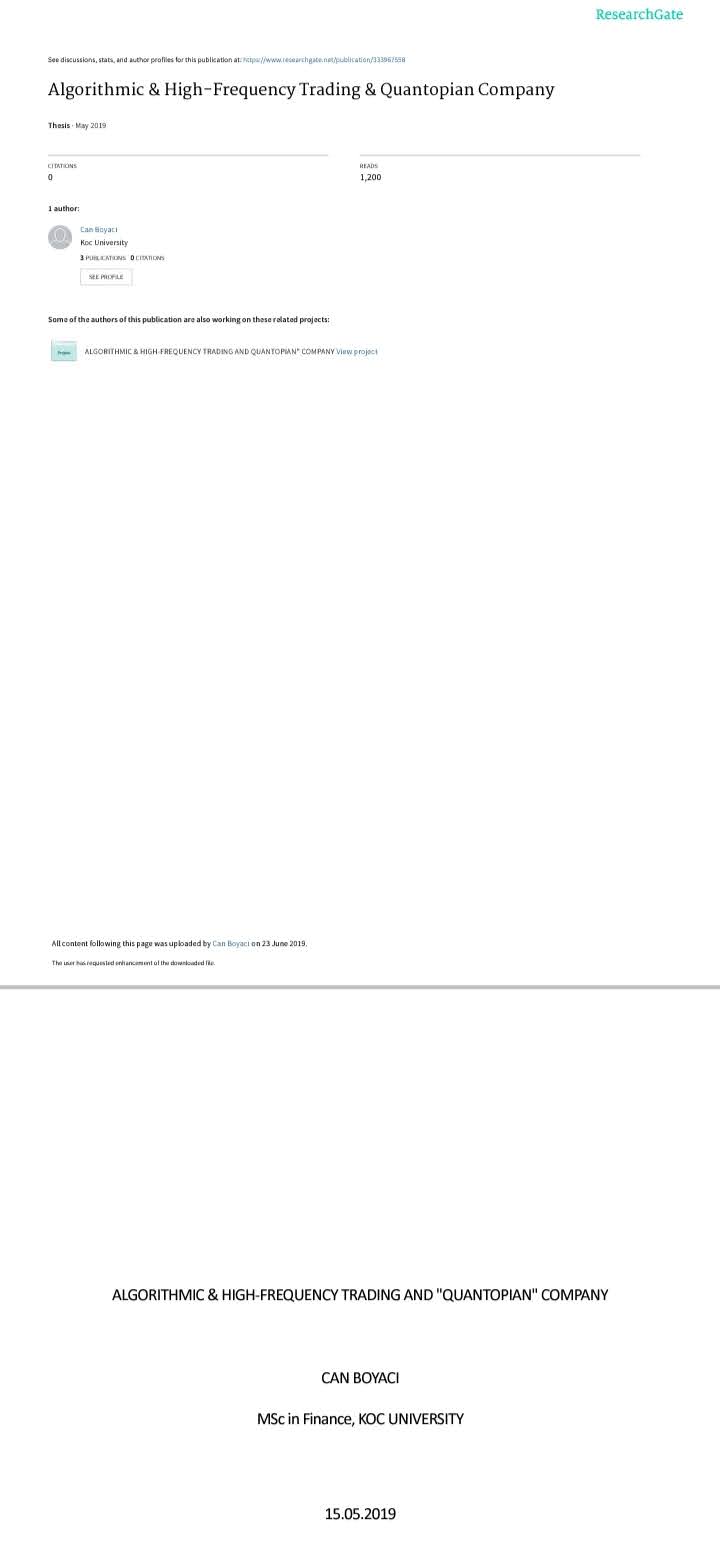 ResearchGate
See discussions, stats, and author profiles for this publication at: https://www.researchgate.net/publication/333967558
Algorithmic & High-Frequency Trading & Quantopian Company
Thesis · May 2019
CITATIONS
0
READS
1,200
1 author:
Can Boyaci
Koc University
3 PUBLICATIONS 0 CITATIONS
SEE PROFILE
Some of the authors of this publication are also working on these related projects:
Project
ALGORITHMIC & HIGH-FREQUENCY TRADING AND QUANTOPIAN" COMPANY View project
All content following this page was uploaded by Can Boyaci on 23 June 2019.
The user has requested enhancement of the downloaded file.
ALGORITHMIC & HIGH-FREQUENCY TRADING AND "QUANTOPIAN" COMPANY
CAN BOYACI
MSc in Finance, KOC UNIVERSITY
15.05.2019